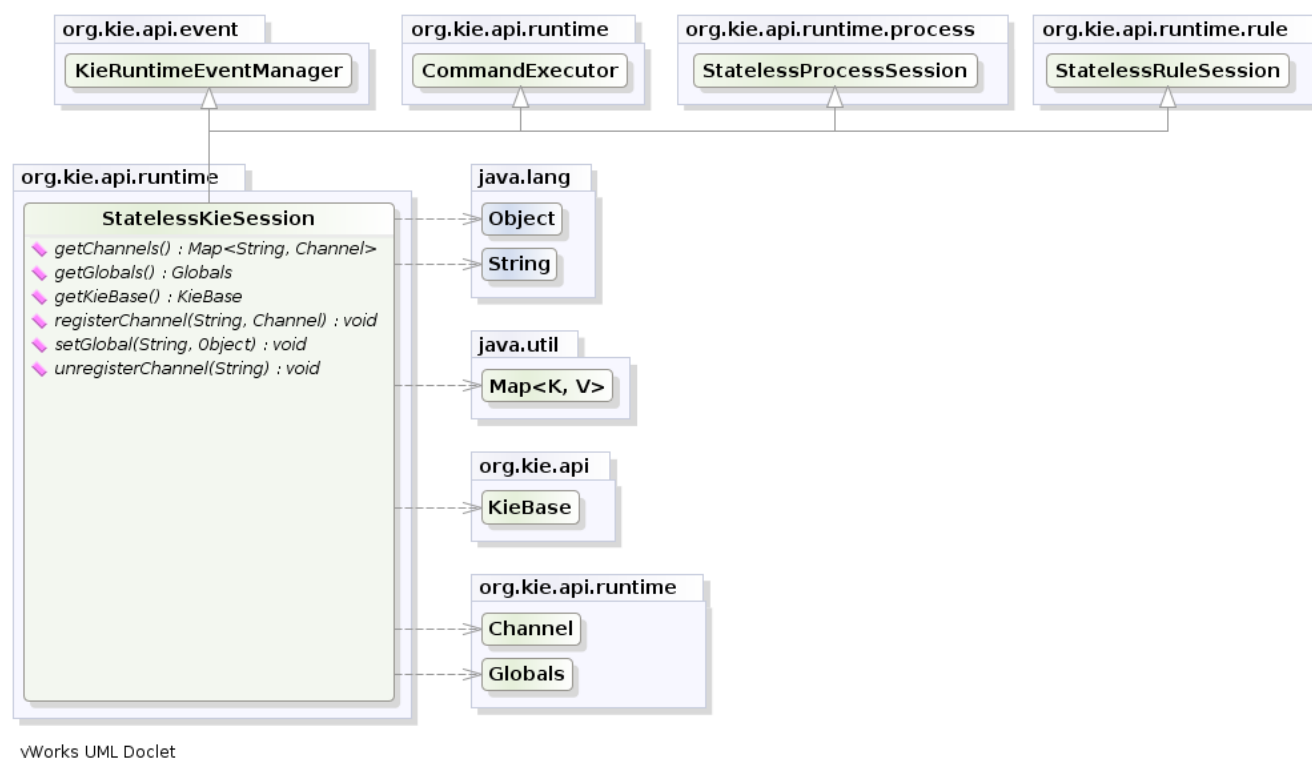 org.kie.api.event
KieRuntimeEventManager
org.kie.api.runtime
CommandExecutor
org.kie.api.runtime.process
StatelessProcessSession
org.kie.api.runtime.rule
StatelessRuleSession
org.kie.api.runtime
StatelessKieSession
getChannels() : Map<String, Channel>
getGlobals() : Globals
getKieBase() : KieBase
registerChannel(String, Channel) : void
setGlobal(String, Object) : void
unregisterChannel(String) : void
java.lang
Object
String
java.util
Map<K, V>
org.kie.api
KieBase
org.kie.api.runtime
Channel
Globals
yWorks UML Doclet